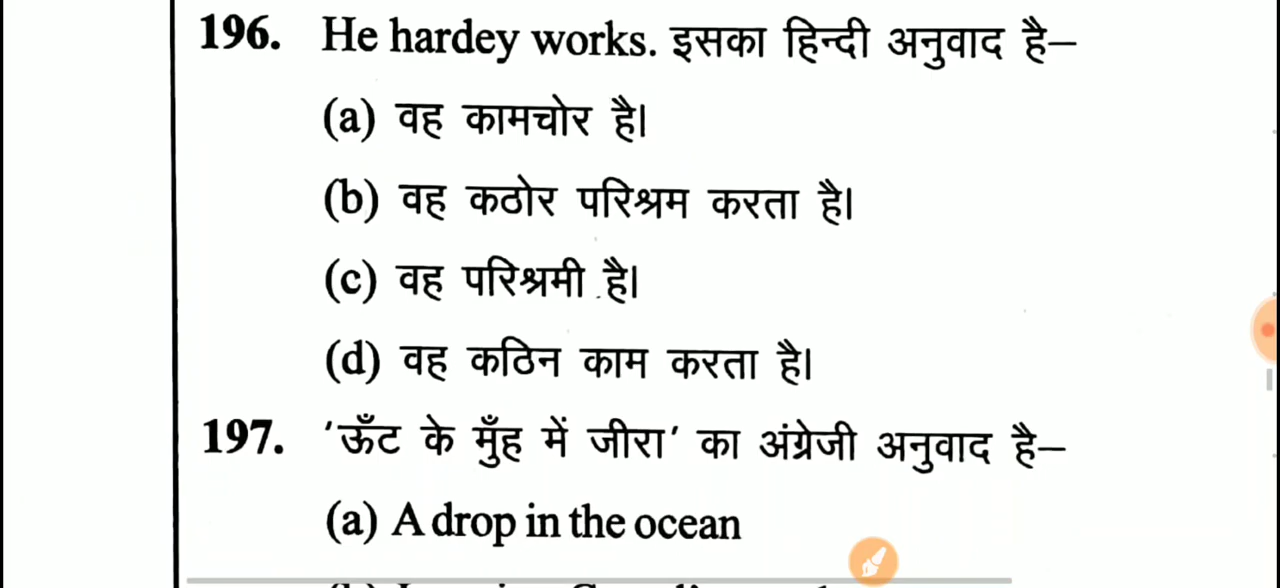 196. He hardey works. इसका हिन्दी अनुवाद है–
(a) वह कामचोर है।
(b) वह कठोर परिश्रम करता है।
(c) वह परिश्रमी है।
(d) वह कठिन काम करता है।
197. 'ऊँट के मुँह में जीरा' का अंग्रेजी अनुवाद है–
(a) A drop in the ocean